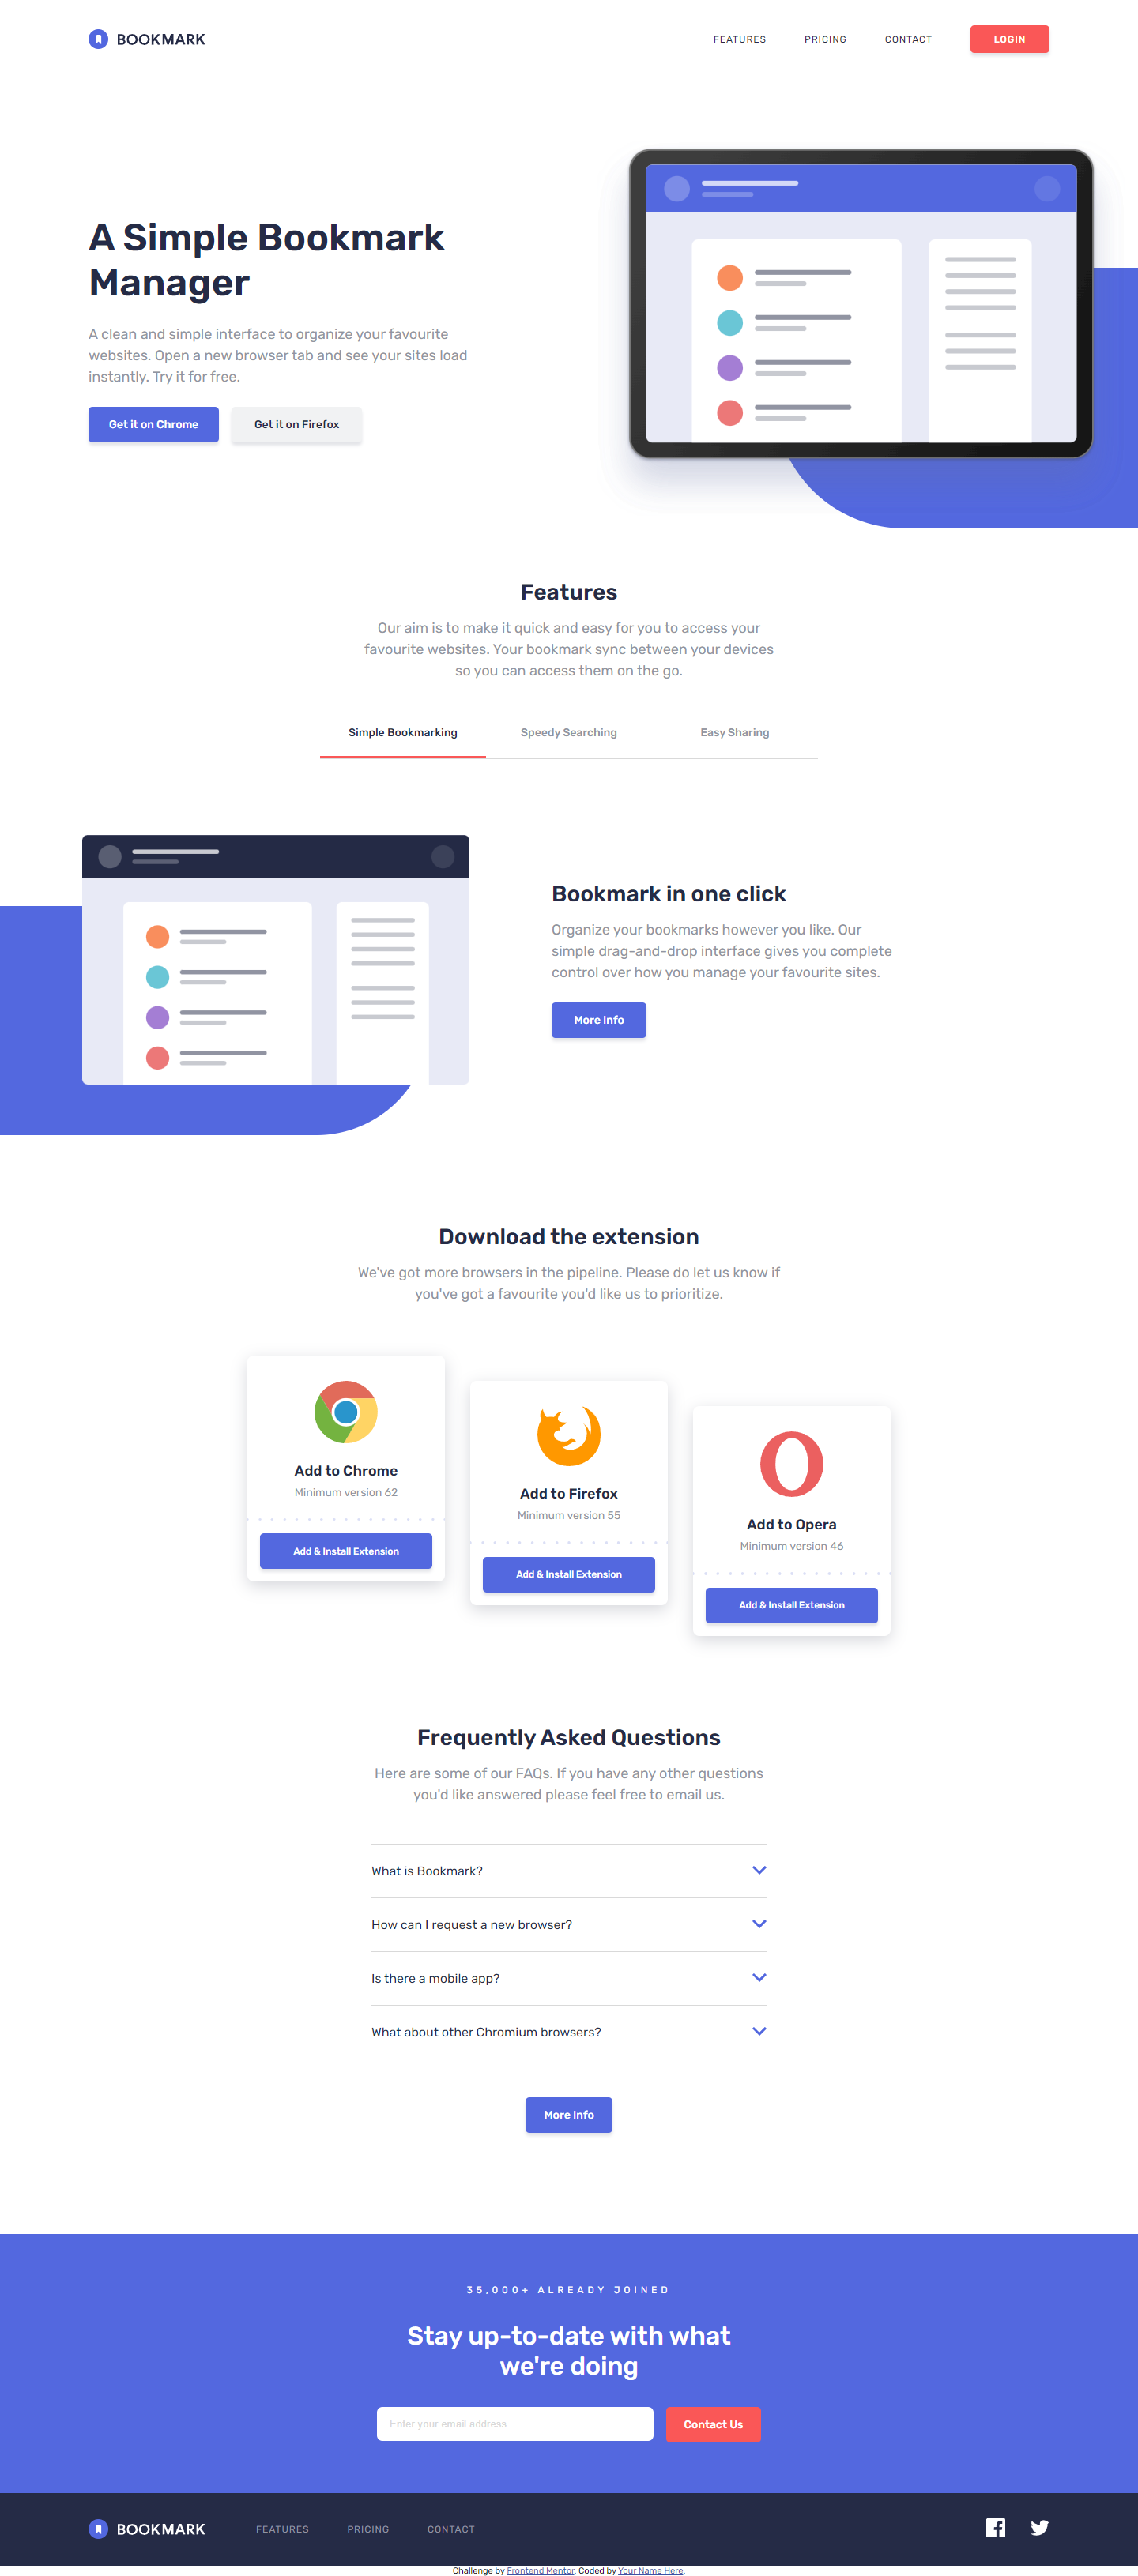 BOOKMARK
FEATURES
PRICING
CONTACT
LOGIN
A Simple Bookmark
Manager
A clean and simple interface to organize your favourite
websites. Open a new browser tab and see your sites load
instantly. Try it for free.
Get it on Chrome
Get it on Firefox
Features
Our aim is to make it quick and easy for you to access your
favourite websites. Your bookmark sync between your devices
so you can access them on the go.
Simple Bookmarking
Speedy Searching
Easy Sharing
Bookmark in one click
Organize your bookmarks however you like. Our
simple drag-and-drop interface gives you complete
control over how you manage your favourite sites.
More Info
Download the extension
We've got more browsers in the pipeline. Please do let us know if
you've got a favourite you'd like us to prioritize.
Add to Chrome
Minimum version 62
Add & Install Extension
Add to Firefox
Minimum version 55
Add & Install Extension
Add to Opera
Minimum version 46
Add & Install Extension
Frequently Asked Questions
Here are some of our FAQs. If you have any other questions
you'd like answered please feel free to email us.
What is Bookmark?
How can I request a new browser?
Is there a mobile app?
What about other Chromium browsers?
More Info
35,000+ ALREADY JOINED
Stay up-to-date with what
we're doing
Enter your email address
Contact Us
BOOKMARK
FEATURES
PRICING
CONTACT
Challenge by Frontend Mentor. Coded by Your Name Here.